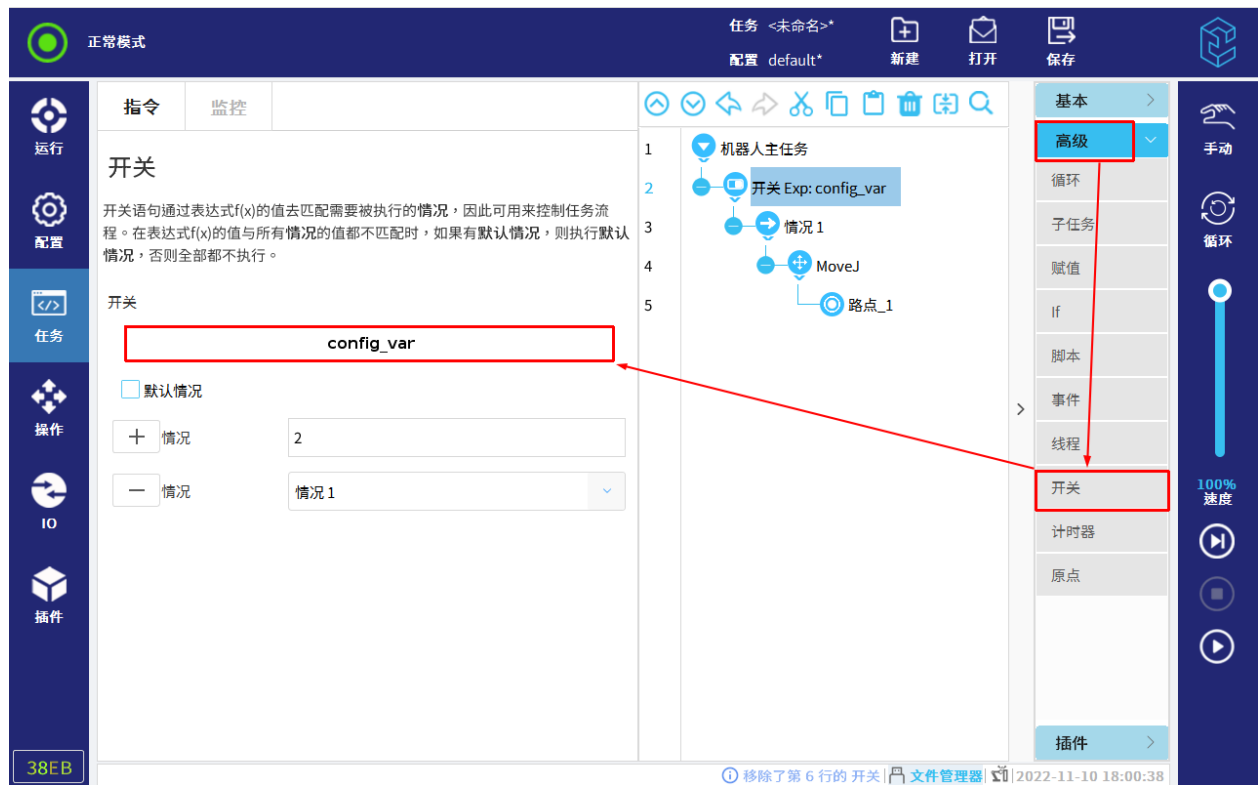 正常模式
任务 <未命名>*
配置 default*
新建
打开
保存
运行
配置
任务
操作
IO
插件
38EB
指令
监控
开关
开关语句通过表达式f(x)的值去匹配需要被执行的情况，因此可用来控制任务流
程。在表达式f(x)的值与所有情况的值都不匹配时，如果有默认情况，则执行默认
情况，否则全部都不执行。
开关
config_var
默认情况
情况
2
情况
情况 1
1 机器人主任务
2 开关 Exp: config_var
3 情况 1
4 MoveJ
5 路点_1
基本
高级
循环
子任务
赋值
If
脚本
事件
线程
开关
计时器
原点
插件
手动
循环
100%
速度
移除了第 6 行的 开关
文件管理器
2022-11-10 18:00:38